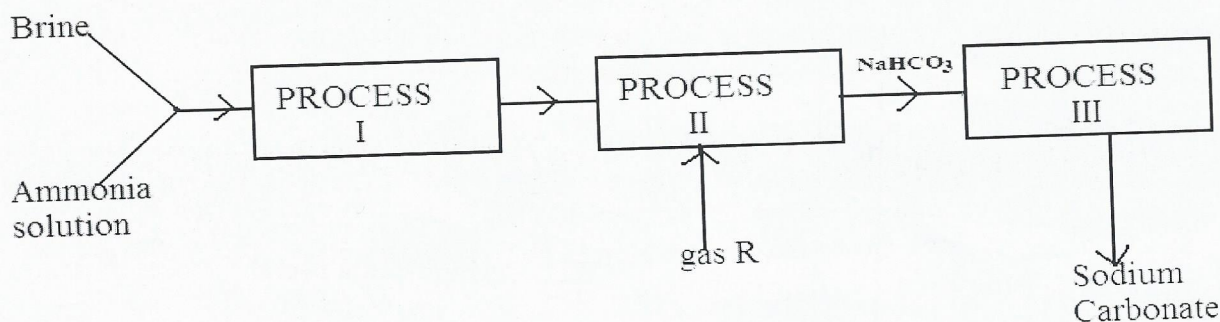 Brine
Ammonia
solution
PROCESS
I
PROCESS
II
gas R
NaHCO₃
PROCESS
III
Sodium
Carbonate